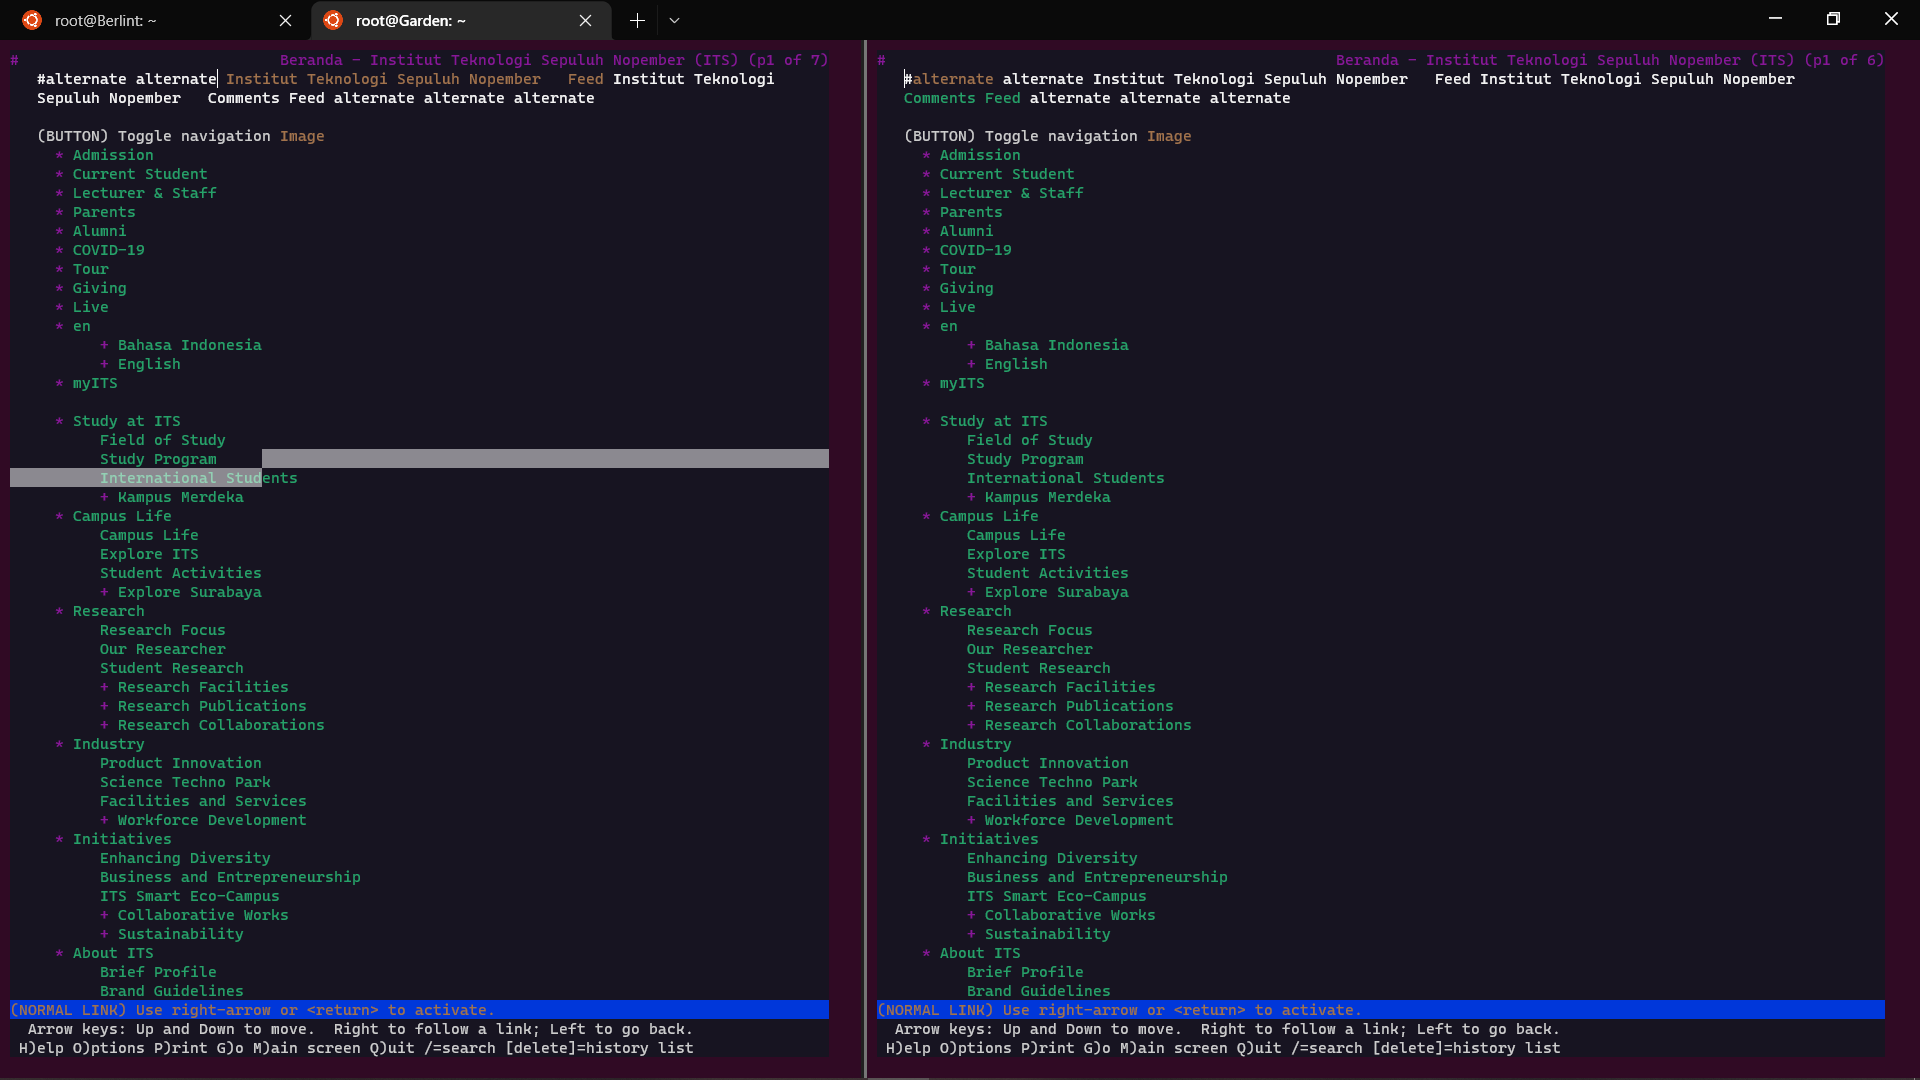 root@Berlint: ~
root@Garden: ~
#
Beranda - Institut Teknologi Sepuluh Nopember (ITS) (p1 of 7)
#alternate alternate Institut Teknologi Sepuluh Nopember Feed Institut Teknologi
Sepuluh Nopember Comments Feed alternate alternate alternate
(BUTTON) Toggle navigation Image
* Admission
* Current Student
* Lecturer & Staff
* Parents
* Alumni
* COVID-19
* Tour
* Giving
* Live
* en
+ Bahasa Indonesia
+ English
* myITS
* Study at ITS
Field of Study
Study Program
International Students
+ Kampus Merdeka
* Campus Life
Campus Life
Explore ITS
Student Activities
+ Explore Surabaya
* Research
Research Focus
Our Researcher
Student Research
+ Research Facilities
+ Research Publications
+ Research Collaborations
* Industry
Product Innovation
Science Techno Park
Facilities and Services
+ Workforce Development
* Initiatives
Enhancing Diversity
Business and Entrepreneurship
ITS Smart Eco-Campus
+ Collaborative Works
+ Sustainability
* About ITS
Brief Profile
Brand Guidelines
(NORMAL LINK) Use right-arrow or <return> to activate.
Arrow keys: Up and Down to move. Right to follow a link; Left to go back.
H)elp O)ptions P)rint G)o M)ain screen Q)uit /=search [delete]=history list
#
Beranda - Institut Teknologi Sepuluh Nopember (ITS) (p1 of 6)
#alternate alternate Institut Teknologi Sepuluh Nopember Feed Institut Teknologi Sepuluh Nopember
Comments Feed alternate alternate alternate
(BUTTON) Toggle navigation Image
* Admission
* Current Student
* Lecturer & Staff
* Parents
* Alumni
* COVID-19
* Tour
* Giving
* Live
* en
+ Bahasa Indonesia
+ English
* myITS
* Study at ITS
Field of Study
Study Program
International Students
+ Kampus Merdeka
* Campus Life
Campus Life
Explore ITS
Student Activities
+ Explore Surabaya
* Research
Research Focus
Our Researcher
Student Research
+ Research Facilities
+ Research Publications
+ Research Collaborations
* Industry
Product Innovation
Science Techno Park
Facilities and Services
+ Workforce Development
* Initiatives
Enhancing Diversity
Business and Entrepreneurship
ITS Smart Eco-Campus
+ Collaborative Works
+ Sustainability
* About ITS
Brief Profile
Brand Guidelines
(NORMAL LINK) Use right-arrow or <return> to activate.
Arrow keys: Up and Down to move. Right to follow a link; Left to go back.
H)elp O)ptions P)rint G)o M)ain screen Q)uit /=search [delete]=history list